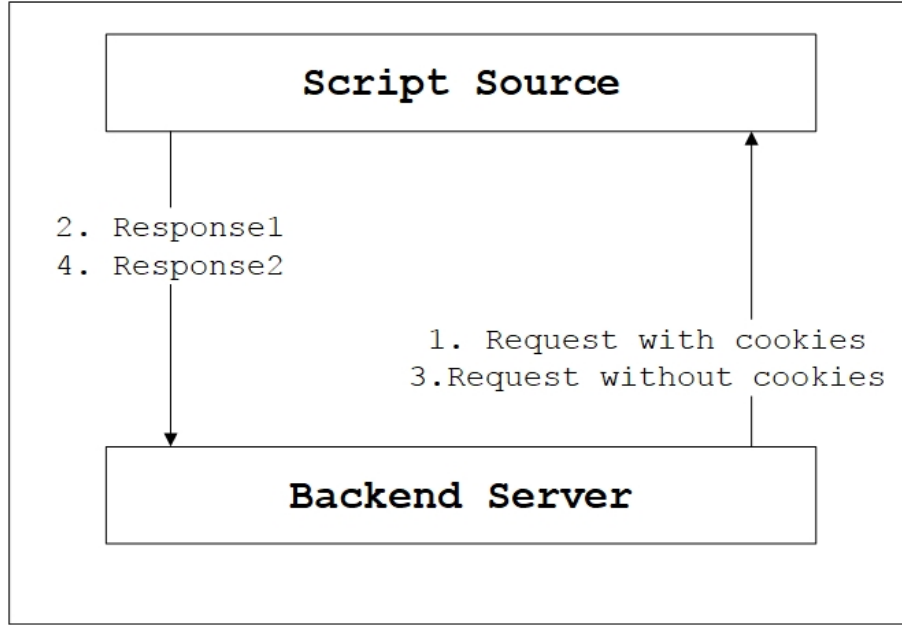 Script Source
2. Response1
4. Response2
1. Request with cookies
3.Request without cookies
Backend Server